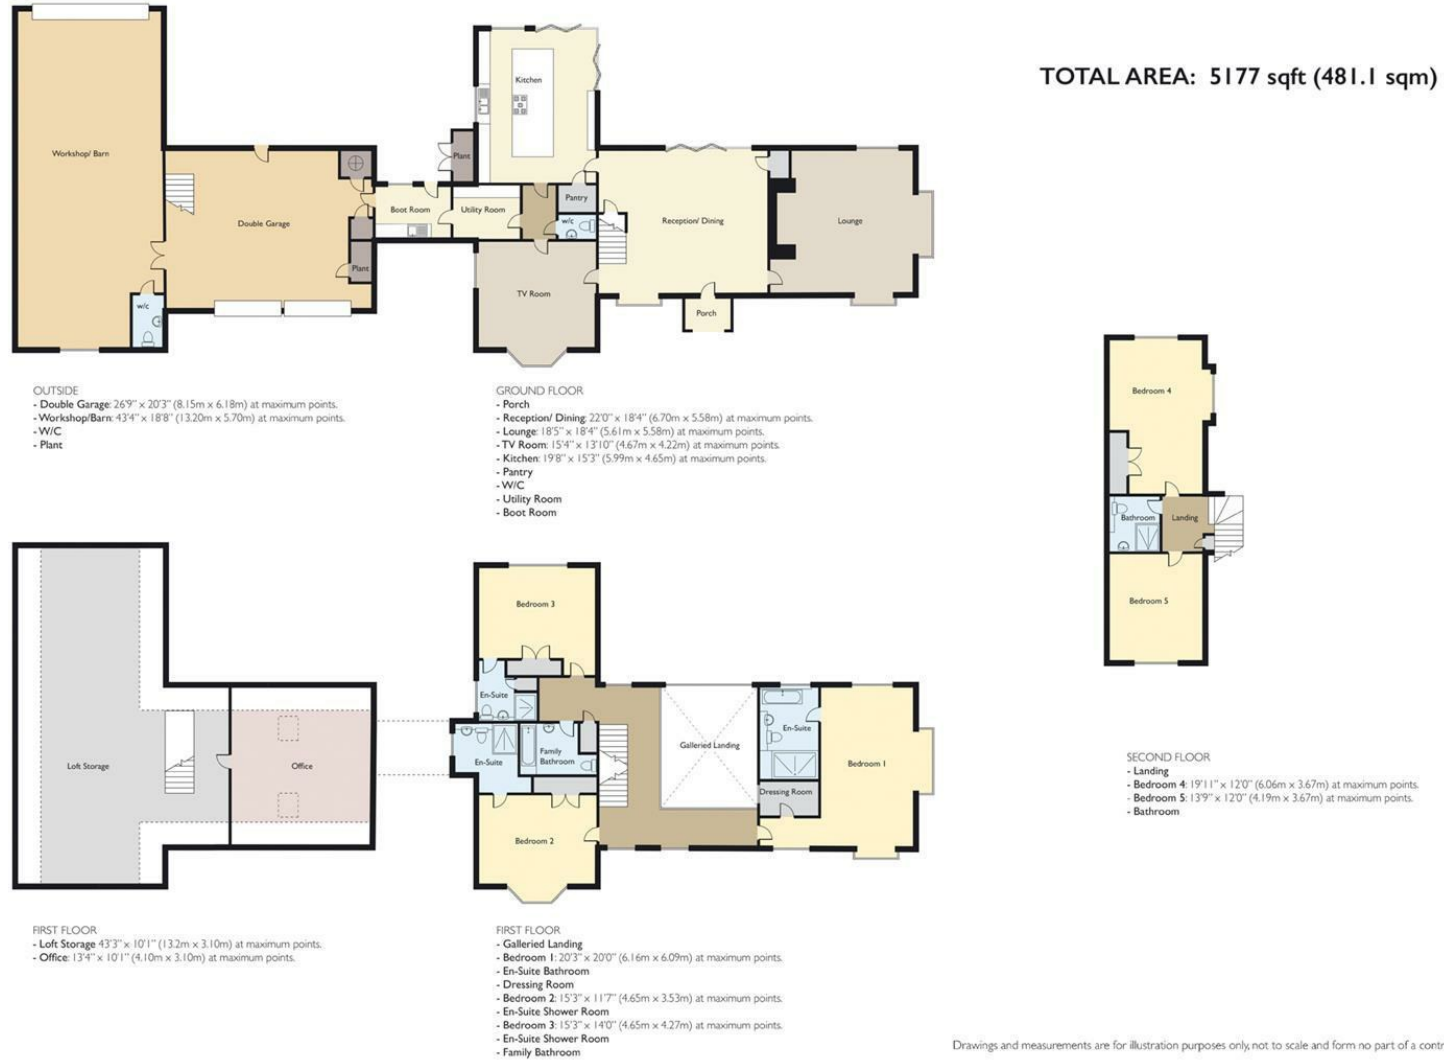 TOTAL AREA: 5177 sqft (481.1 sqm)
Kitchen
Workshop/ Barn
Plant
Pantry
Boot Room
Utility Room
w/c
Double Garage
Reception/ Dining
Lounge
Plant
TV Room
w/c
Porch
OUTSIDE
- Double Garage: 26'9" x 20'3" (8.15m x 6.18m) at maximum points.
- Workshop/Barn: 43'4" x 18'8" (13.20m x 5.70m) at maximum points.
- W/C
- Plant
GROUND FLOOR
- Porch
- Reception/ Dining: 22'0" x 18'4" (6.70m x 5.58m) at maximum points.
- Lounge: 18'5" x 18'4" (5.61m x 5.58m) at maximum points.
- TV Room: 15'4" x 13'10" (4.67m x 4.22m) at maximum points.
- Kitchen: 19'8" x 15'3" (5.99m x 4.65m) at maximum points.
- Pantry
- W/C
- Utility Room
- Boot Room
Bedroom 4
Bathroom
Landing
Bedroom 5
SECOND FLOOR
- Landing
- Bedroom 4: 19'11" x 12'0" (6.06m x 3.67m) at maximum points.
- Bedroom 5: 13'9" x 12'0" (4.19m x 3.67m) at maximum points.
- Bathroom
Bedroom 3
En-Suite
En-Suite
Galleried Landing
Family
Bathroom
En-Suite
Bedroom 1
Loft Storage
Office
Dressing Room
Bedroom 2
FIRST FLOOR
- Loft Storage 43'3" x 10'1" (13.2m x 3.10m) at maximum points.
- Office: 13'4" x 10'1" (4.10m x 3.10m) at maximum points.
FIRST FLOOR
- Galleried Landing
- Bedroom 1: 20'3" x 20'0" (6.16m x 6.09m) at maximum points.
- En-Suite Bathroom
- Dressing Room
- Bedroom 2: 15'3" x 11'7" (4.65m x 3.53m) at maximum points.
- En-Suite Shower Room
- Bedroom 3: 15'3" x 14'0" (4.65m x 4.27m) at maximum points.
- En-Suite Shower Room
- Family Bathroom
Drawings and measurements are for illustration purposes only, not to scale and form no part of a contr